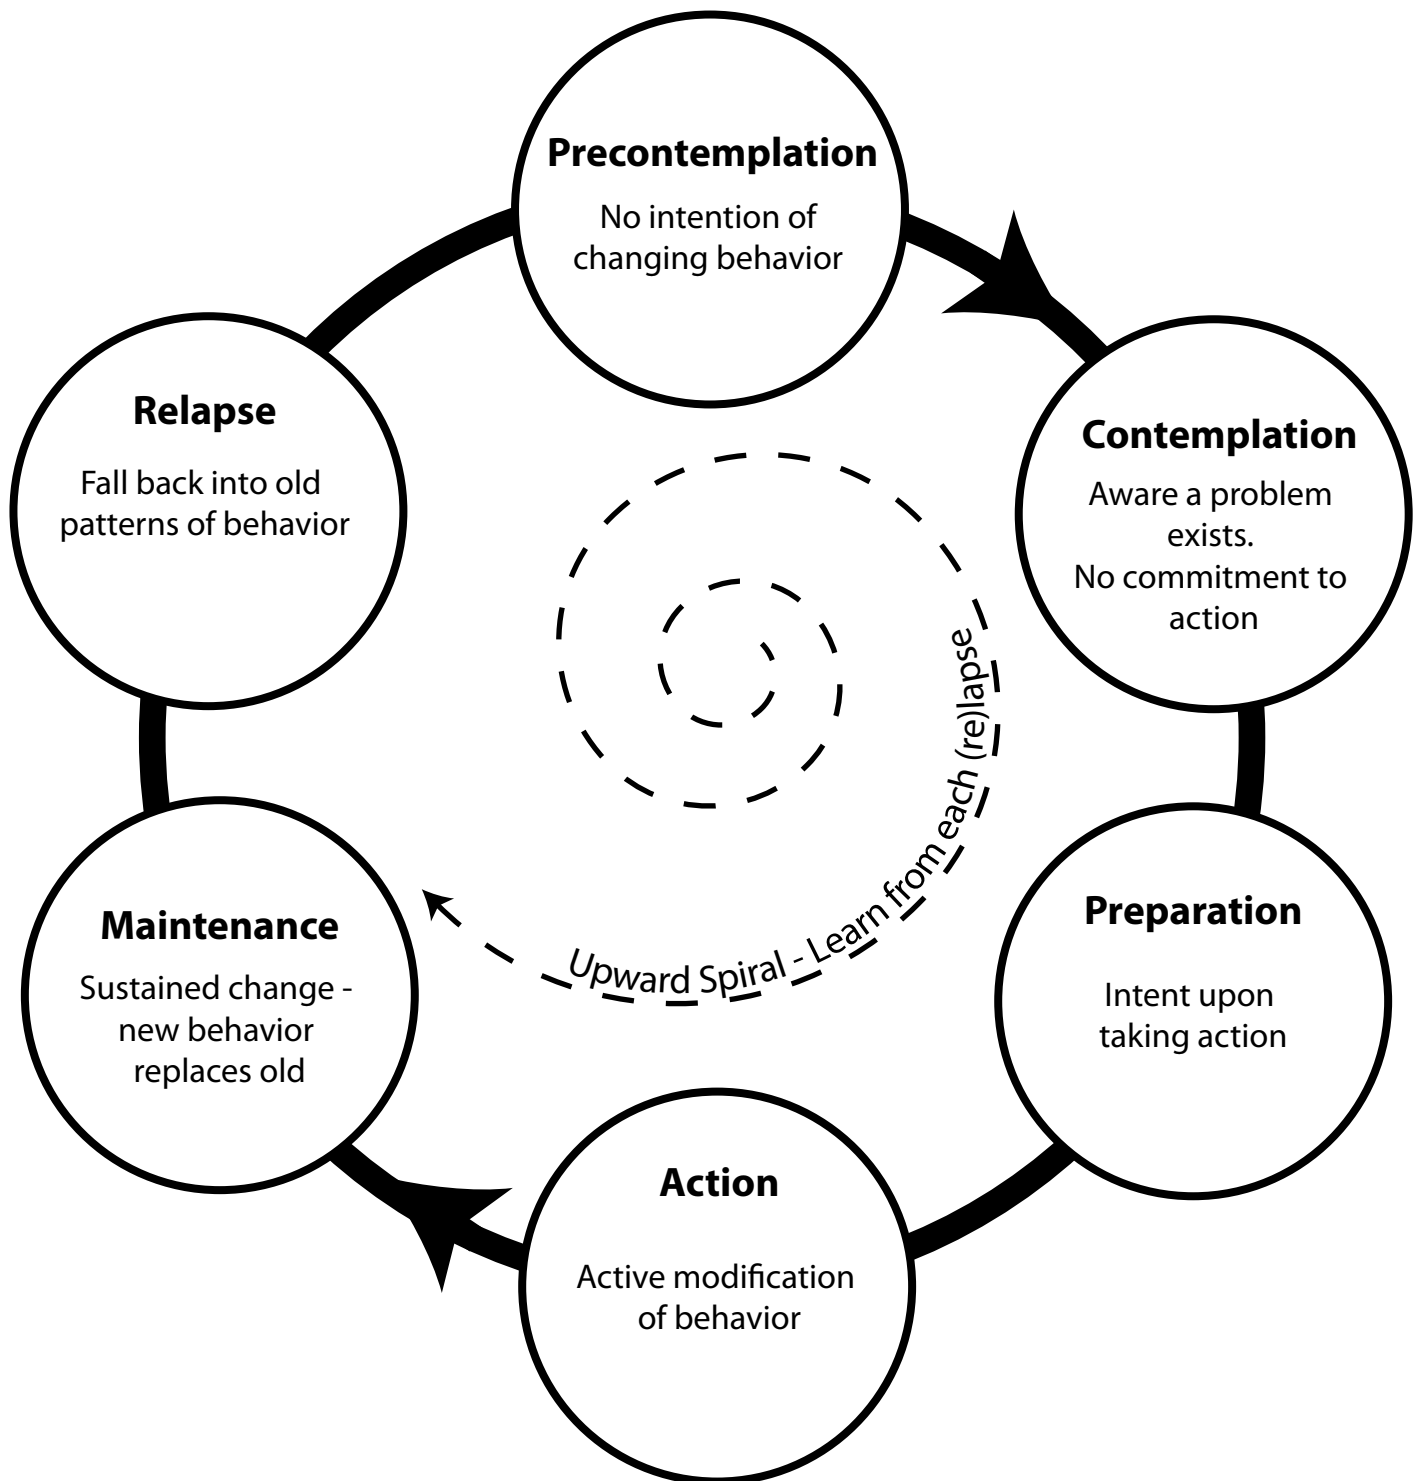 Precontemplation
No intention of
changing behavior
Contemplation
Aware a problem
exists.
No commitment to
action
Preparation
Intent upon
taking action
Action
Active modification
of behavior
Maintenance
Sustained change -
new behavior
replaces old
Relapse
Fall back into old
patterns of behavior
Upward Spiral - Learn from each (re)lapse